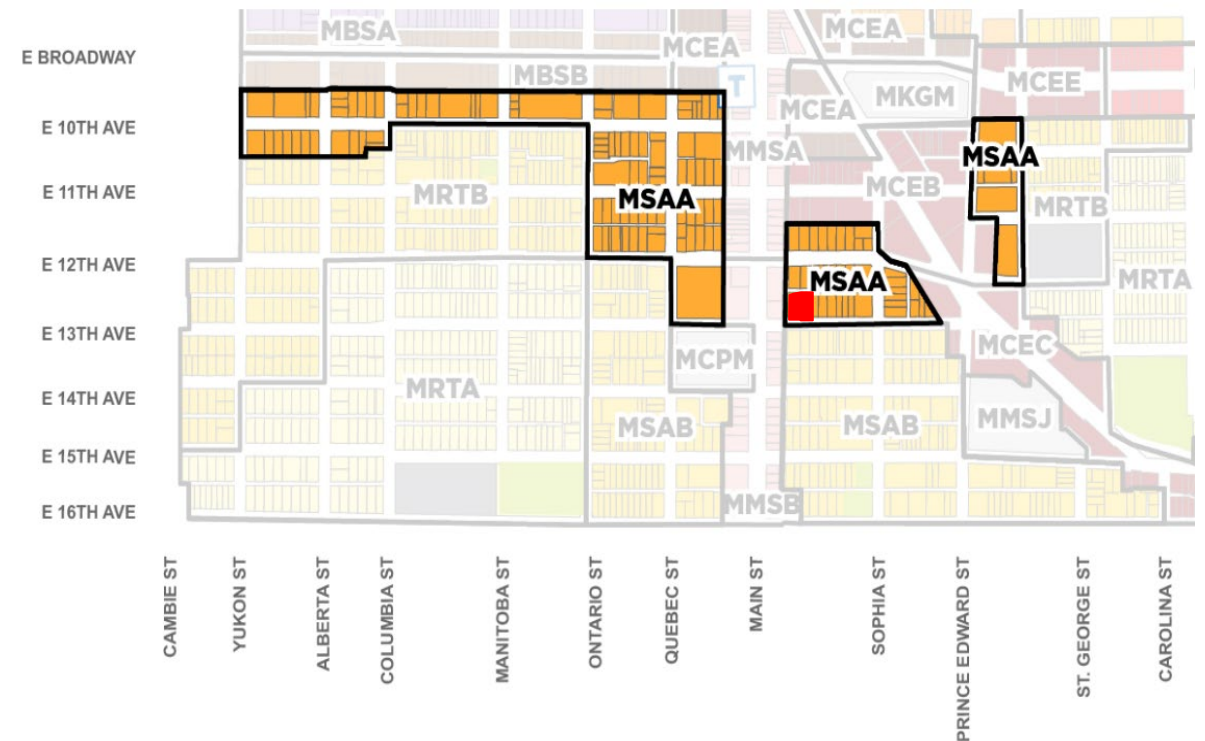 MBSA
MCEA
MCEA
E BROADWAY
MBSB
T
MCEE
MCEA
MKGM
E 10TH AVE
MMSA
MSAA
E 11TH AVE
MRTB
MSAA
MCEB
MRTB
E 12TH AVE
MSAA
MRTA
E 13TH AVE
MCPM
MCEC
E 14TH AVE
MRTA
MSAB
MSAB
MMSJ
E 15TH AVE
MMSB
E 16TH AVE
CAMBIE ST
YUKON ST
ALBERTA ST
COLUMBIA ST
MANITOBA ST
ONTARIO ST
QUEBEC ST
MAIN ST
SOPHIA ST
PRINCE EDWARD ST
ST. GEORGE ST
CAROLINA ST